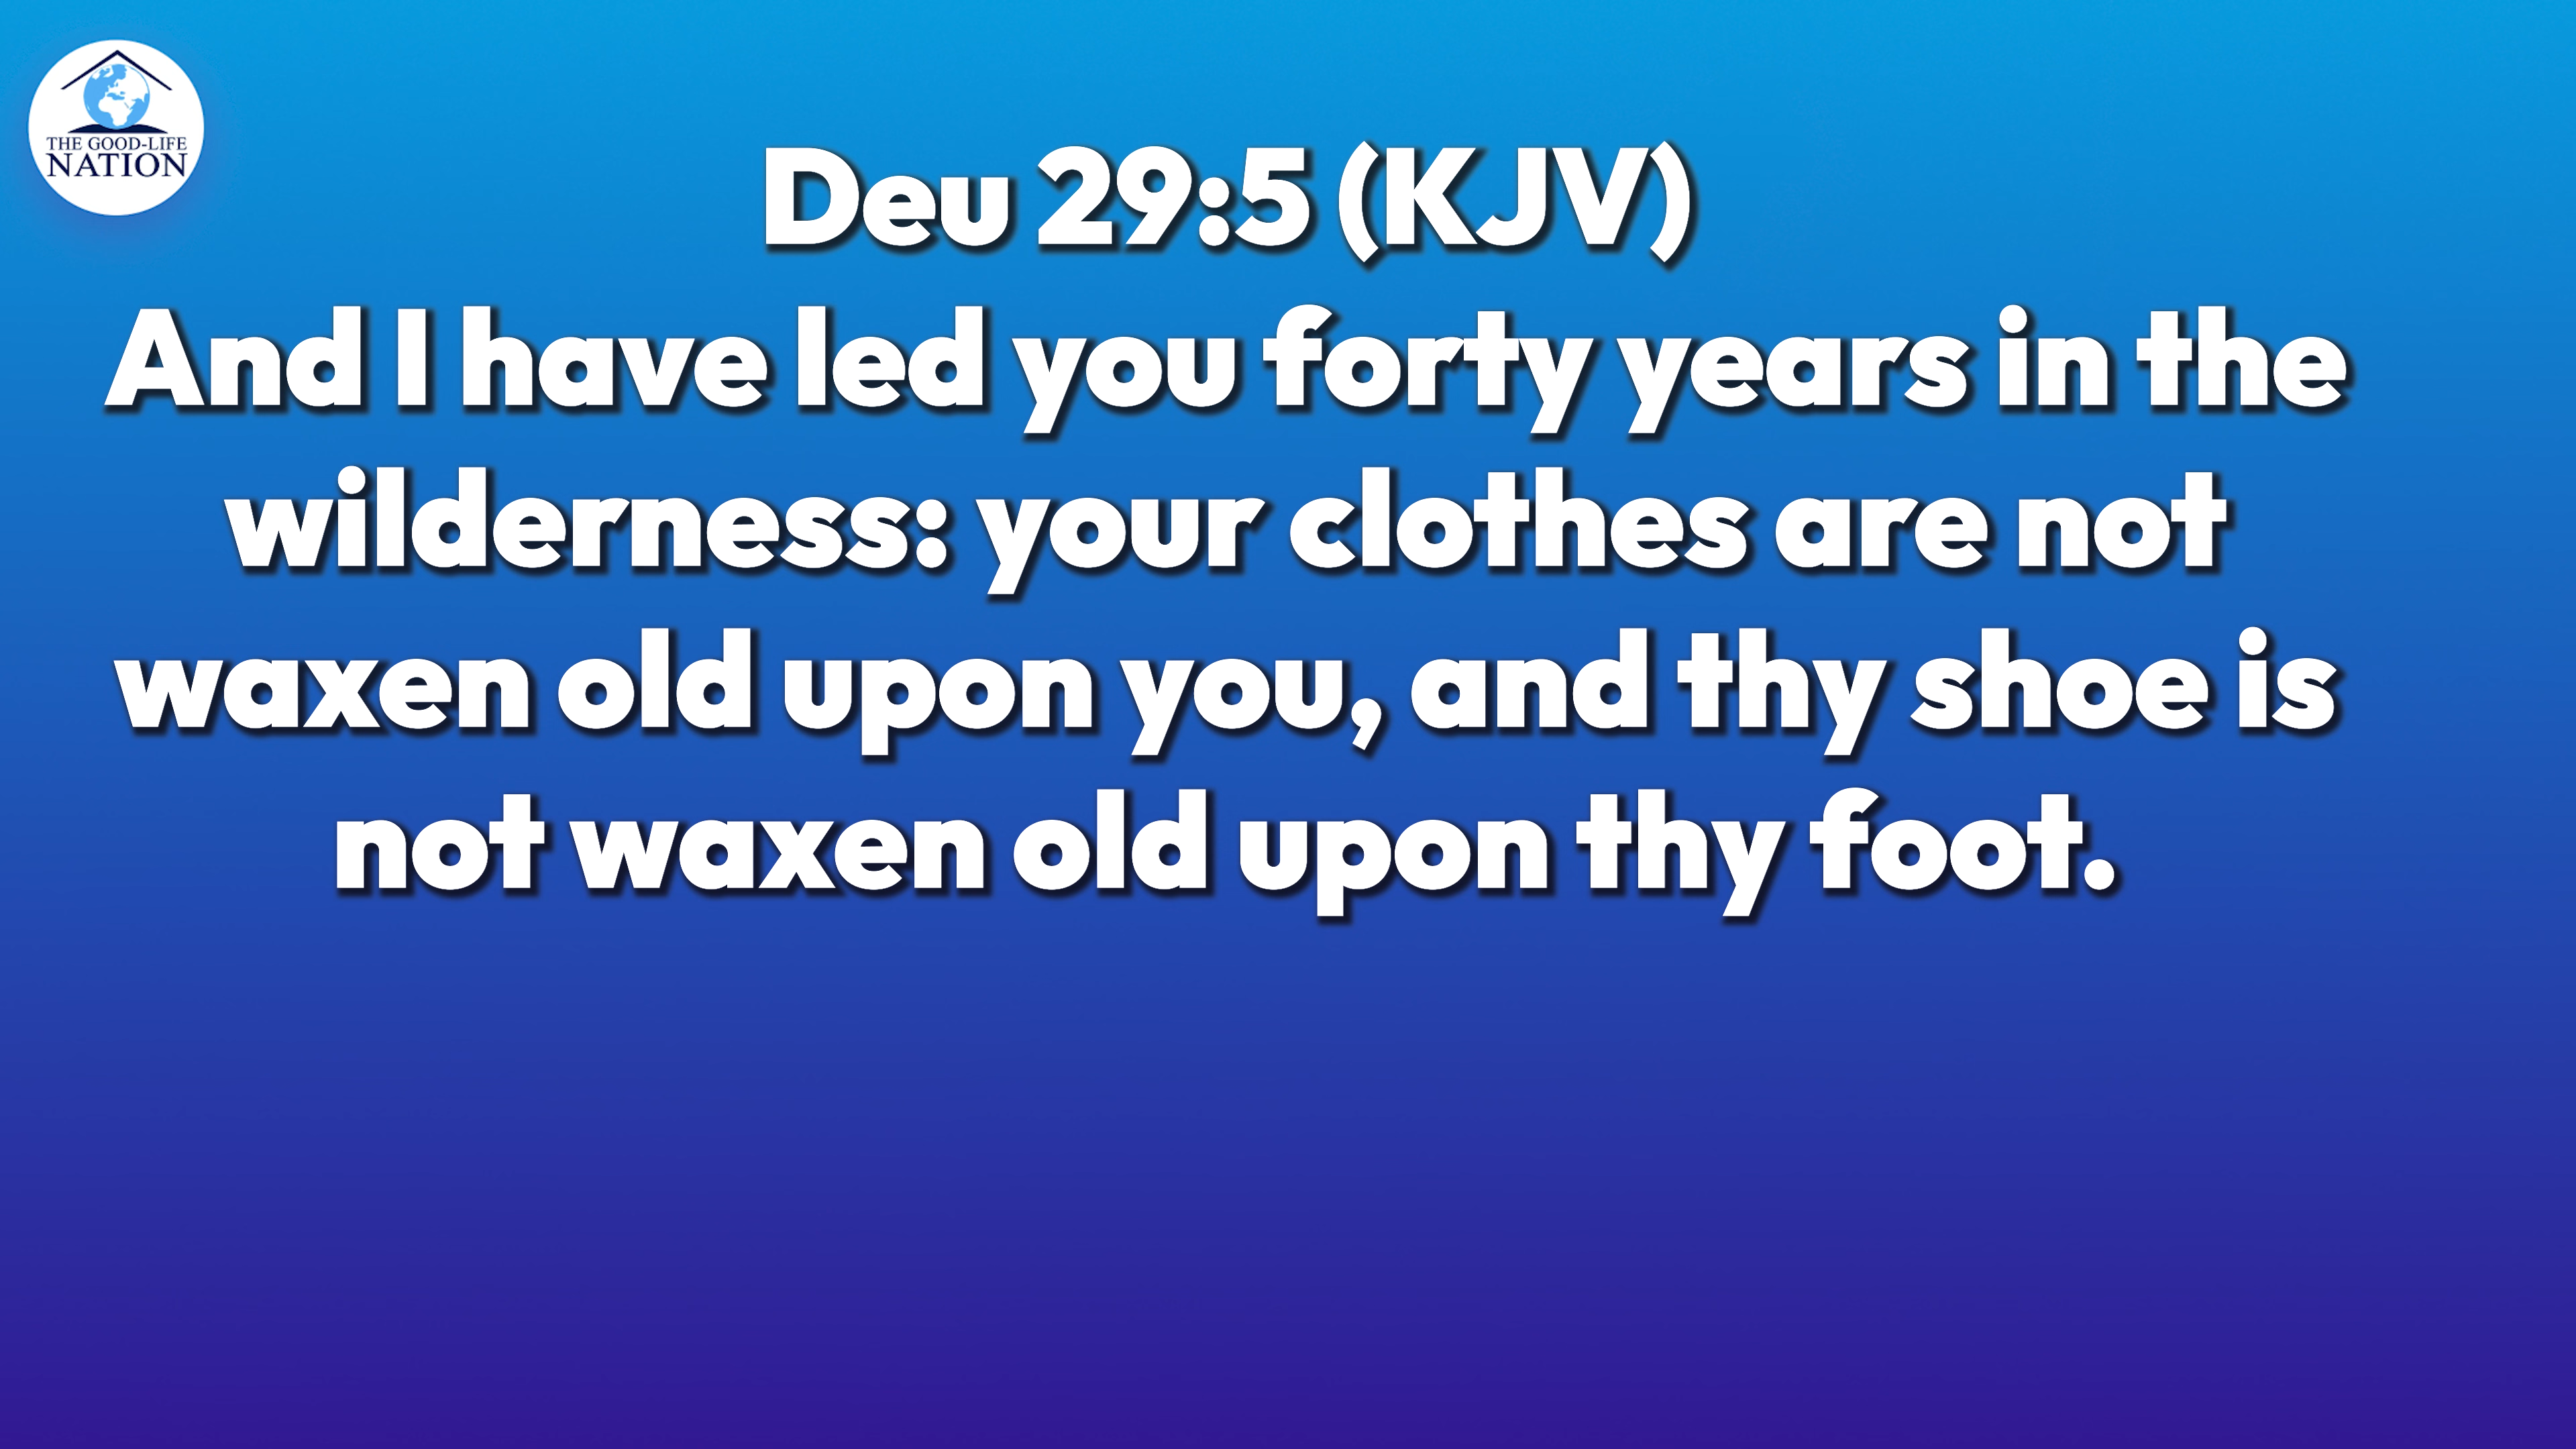 THE GOOD-LIFE
NATION
Deu 29:5 (KJV)
And I have led you forty years in the
wilderness: your clothes are not
waxen old upon you, and thy shoe is
not waxen old upon thy foot.